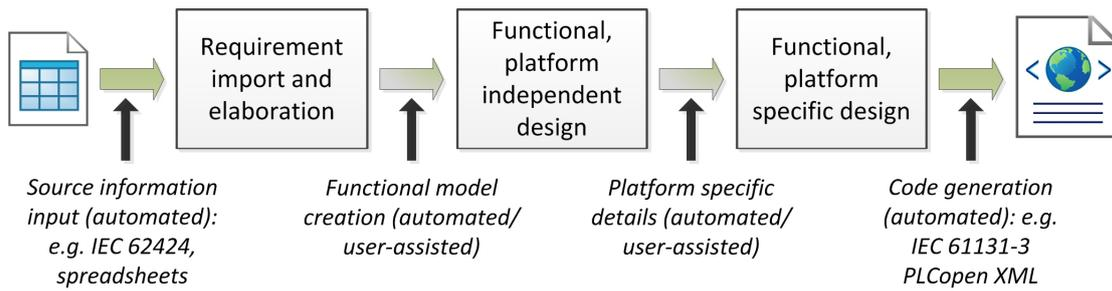 Requirement
import and
elaboration
Functional,
platform
independent
design
Functional,
platform
specific design
< >
Source information
input (automated):
e.g. IEC 62424,
spreadsheets
Functional model
creation (automated/
user-assisted)
Platform specific
details (automated/
user-assisted)
Code generation
(automated): e.g.
IEC 61131-3
PLCopen XML